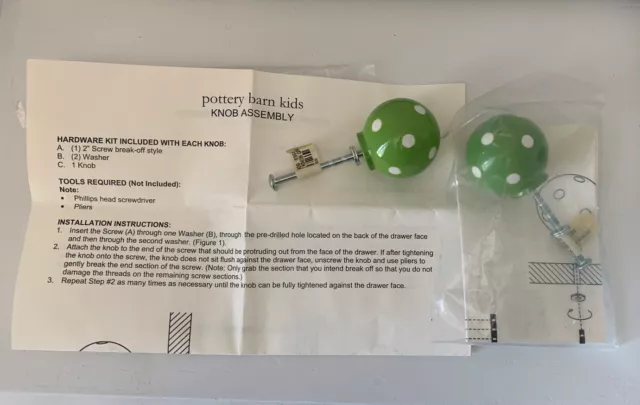 pottery barn kids
KNOB ASSEMBLY
HARDWARE KIT INCLUDED WITH EACH KNOB:
A. (1) 2" Screw break-off style
B. (2) Washer
C. 1 Knob
TOOLS REQUIRED (Not Included):
Note:
• Phillips head screwdriver
• Pliers
INSTALLATION INSTRUCTIONS:
1. Insert the Screw (A) through one Washer (B), through the pre-drilled hole located on the back of the drawer face
and then through the second washer. (Figure 1).
2. Attach the knob to the end of the screw that should be protruding out from the face of the drawer. If after tightening
the knob onto the screw, the knob does not sit flush against the drawer face, unscrew the knob and use pliers to
gently break the end section of the screw. (Note: Only grab the section that you intend break off so that you do not
damage the threads on the remaining screw sections.)
3. Repeat Step #2 as many times as necessary until the knob can be fully tightened against the drawer face.